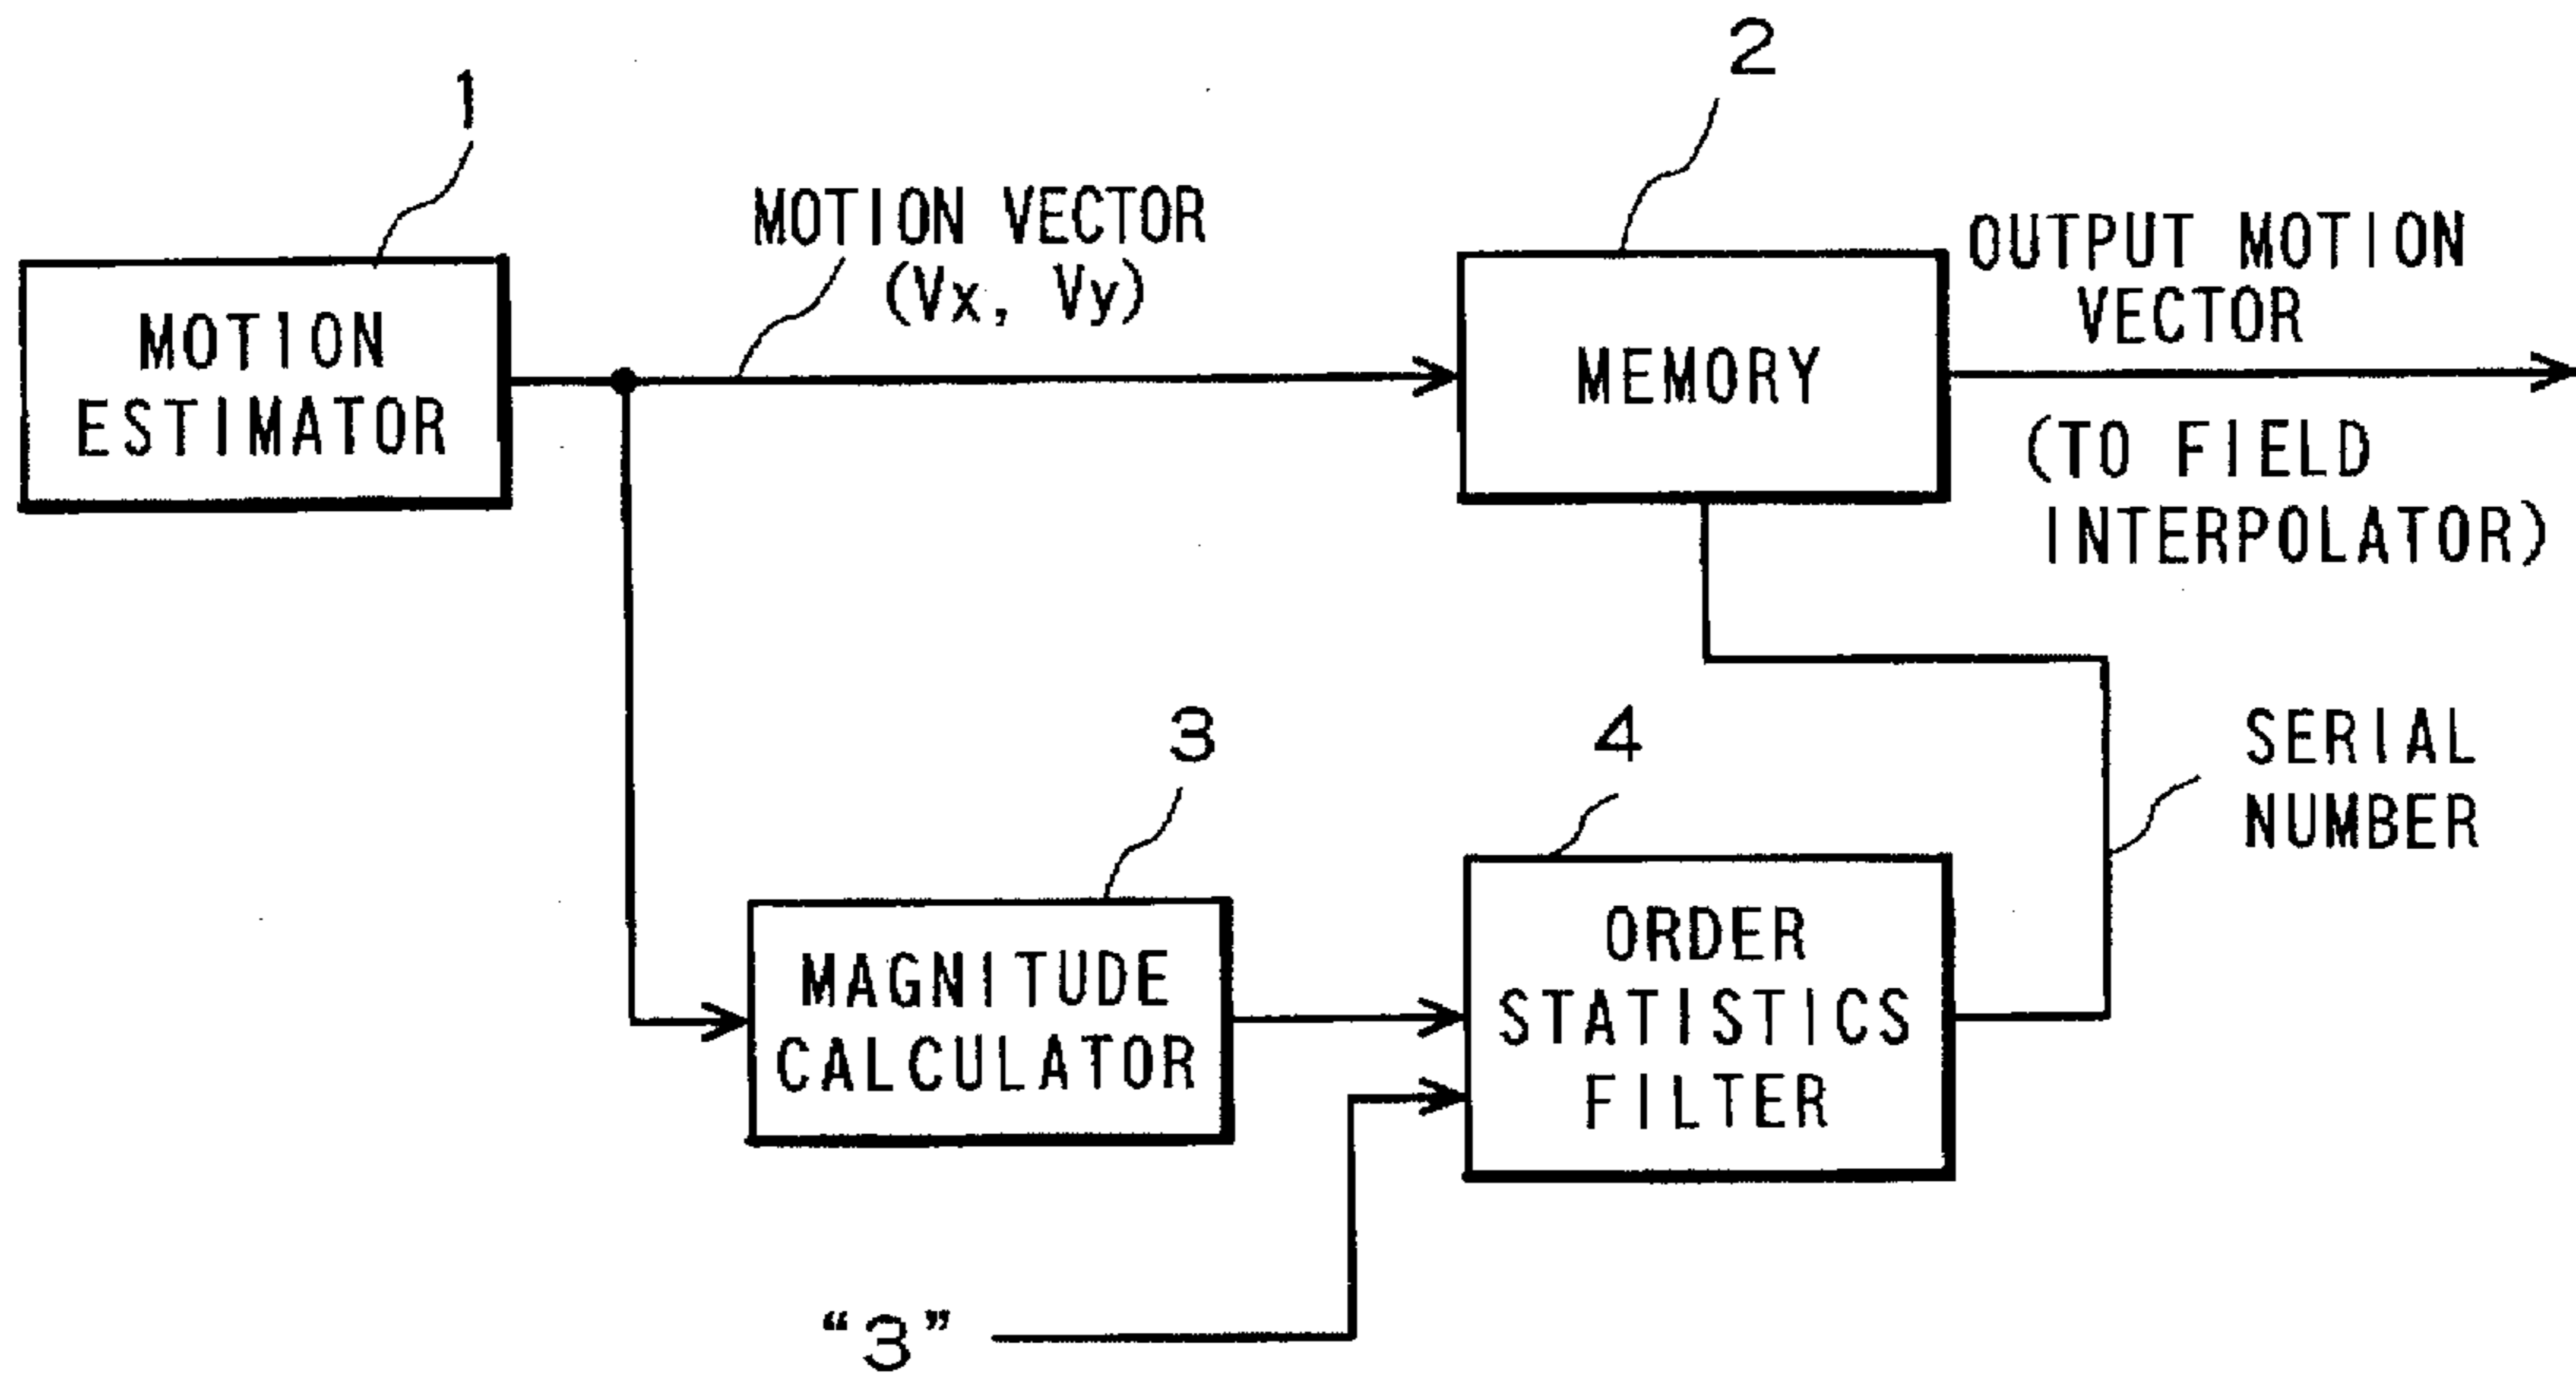 1
2
MOTION VECTOR
(Vx, Vy)
OUTPUT MOTION
VECTOR
MOTION
ESTIMATOR
MEMORY
(TO FIELD
INTERPOLATOR)
3
4
SERIAL
NUMBER
MAGNITUDE
CALCULATOR
ORDER
STATISTICS
FILTER
“3”